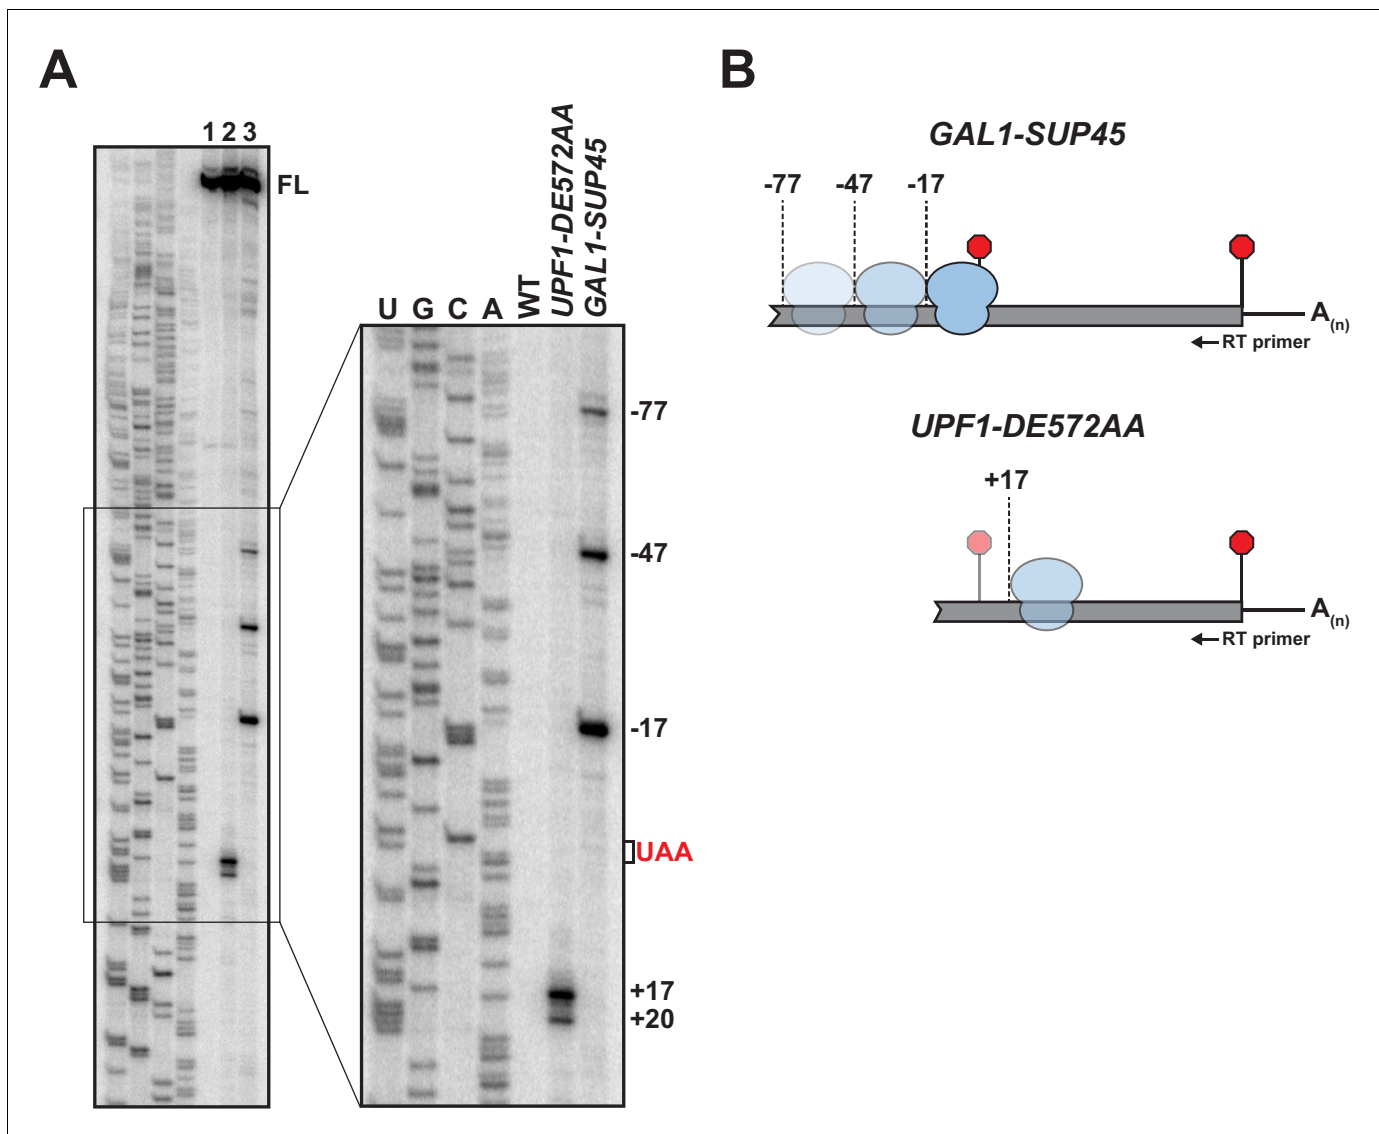 A
1 2 3
FL
U G C A WT UPF1-DE572AA GAL1-SUP45
-77
-47
-17
UAA
+17
+20
B
GAL1-SUP45
-77 -47 -17
A(n)
RT primer
UPF1-DE572AA
+17
A(n)
RT primer